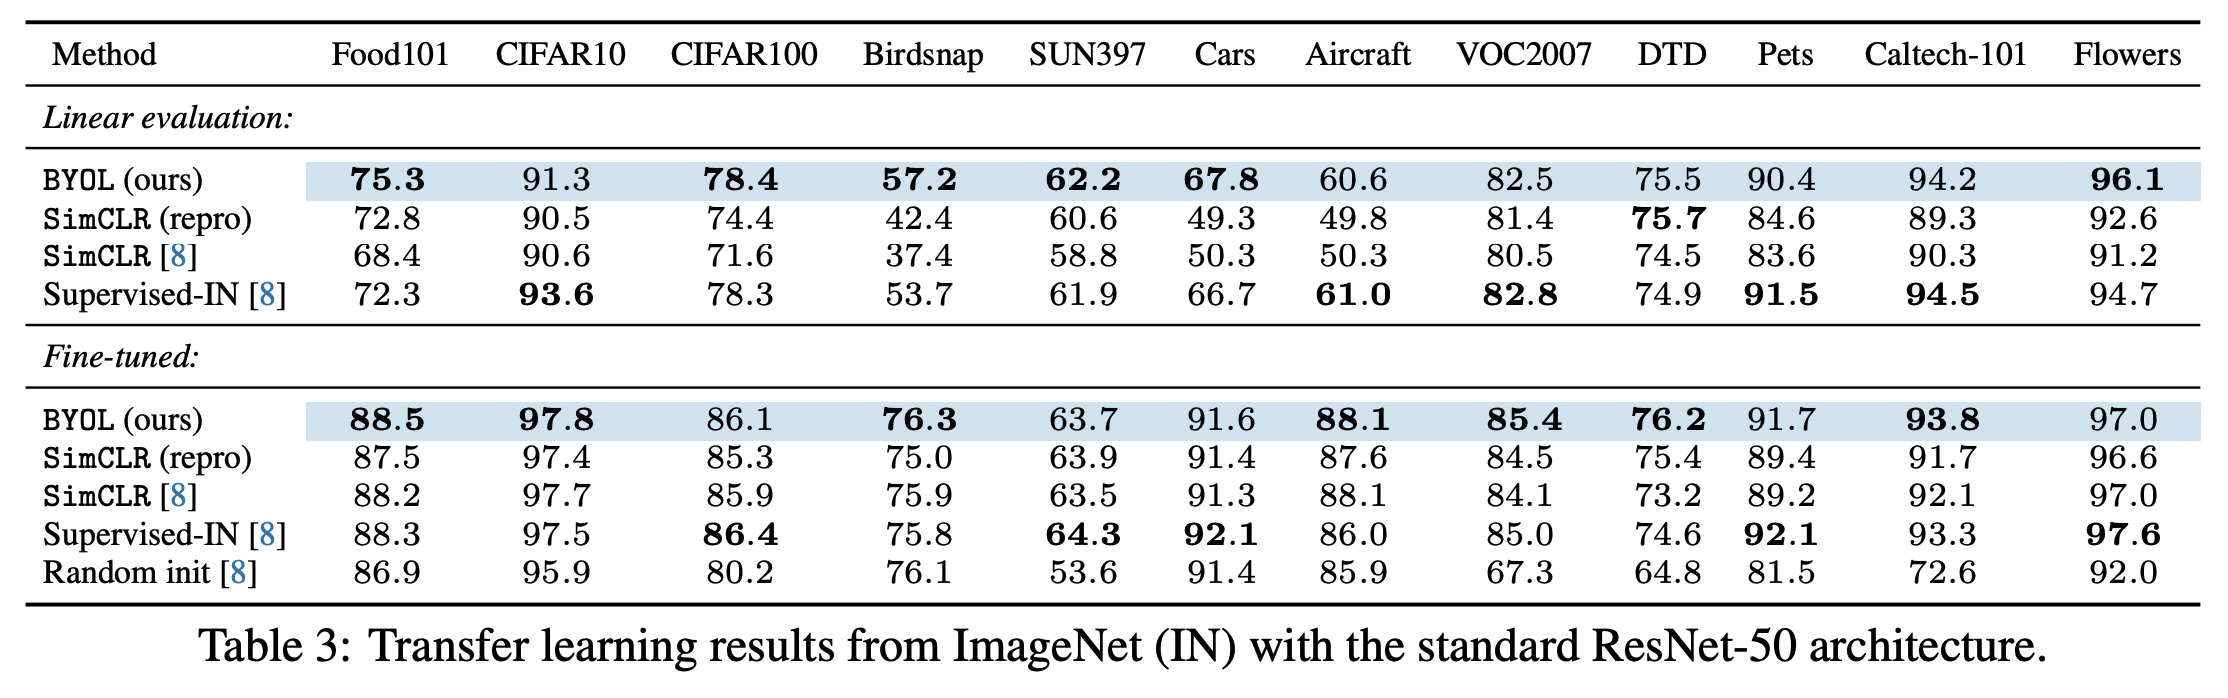 Method Food101 CIFAR10 CIFAR100 Birdsnap SUN397 Cars Aircraft VOC2007 DTD Pets Caltech-101 Flowers
Linear evaluation:
BYOL (ours) 75.3 91.3 78.4 57.2 62.2 67.8 60.6 82.5 75.5 90.4 94.2 96.1
SimCLR (repro) 72.8 90.5 74.4 42.4 60.6 49.3 49.8 81.4 75.7 84.6 89.3 92.6
SimCLR [8] 68.4 90.6 71.6 37.4 58.8 50.3 50.3 80.5 74.5 83.6 90.3 91.2
Supervised-IN [8] 72.3 93.6 78.3 53.7 61.9 66.7 61.0 82.8 74.9 91.5 94.5 94.7
Fine-tuned:
BYOL (ours) 88.5 97.8 86.1 76.3 63.7 91.6 88.1 85.4 76.2 91.7 93.8 97.0
SimCLR (repro) 87.5 97.4 85.3 75.0 63.9 91.4 87.6 84.5 75.4 89.4 91.7 96.6
SimCLR [8] 88.2 97.7 85.9 75.9 63.5 91.3 88.1 84.1 73.2 89.2 92.1 97.0
Supervised-IN [8] 88.3 97.5 86.4 75.8 64.3 92.1 86.0 85.0 74.6 92.1 93.3 97.6
Random init [8] 86.9 95.9 80.2 76.1 53.6 91.4 85.9 67.3 64.8 81.5 72.6 92.0
Table 3: Transfer learning results from ImageNet (IN) with the standard ResNet-50 architecture.